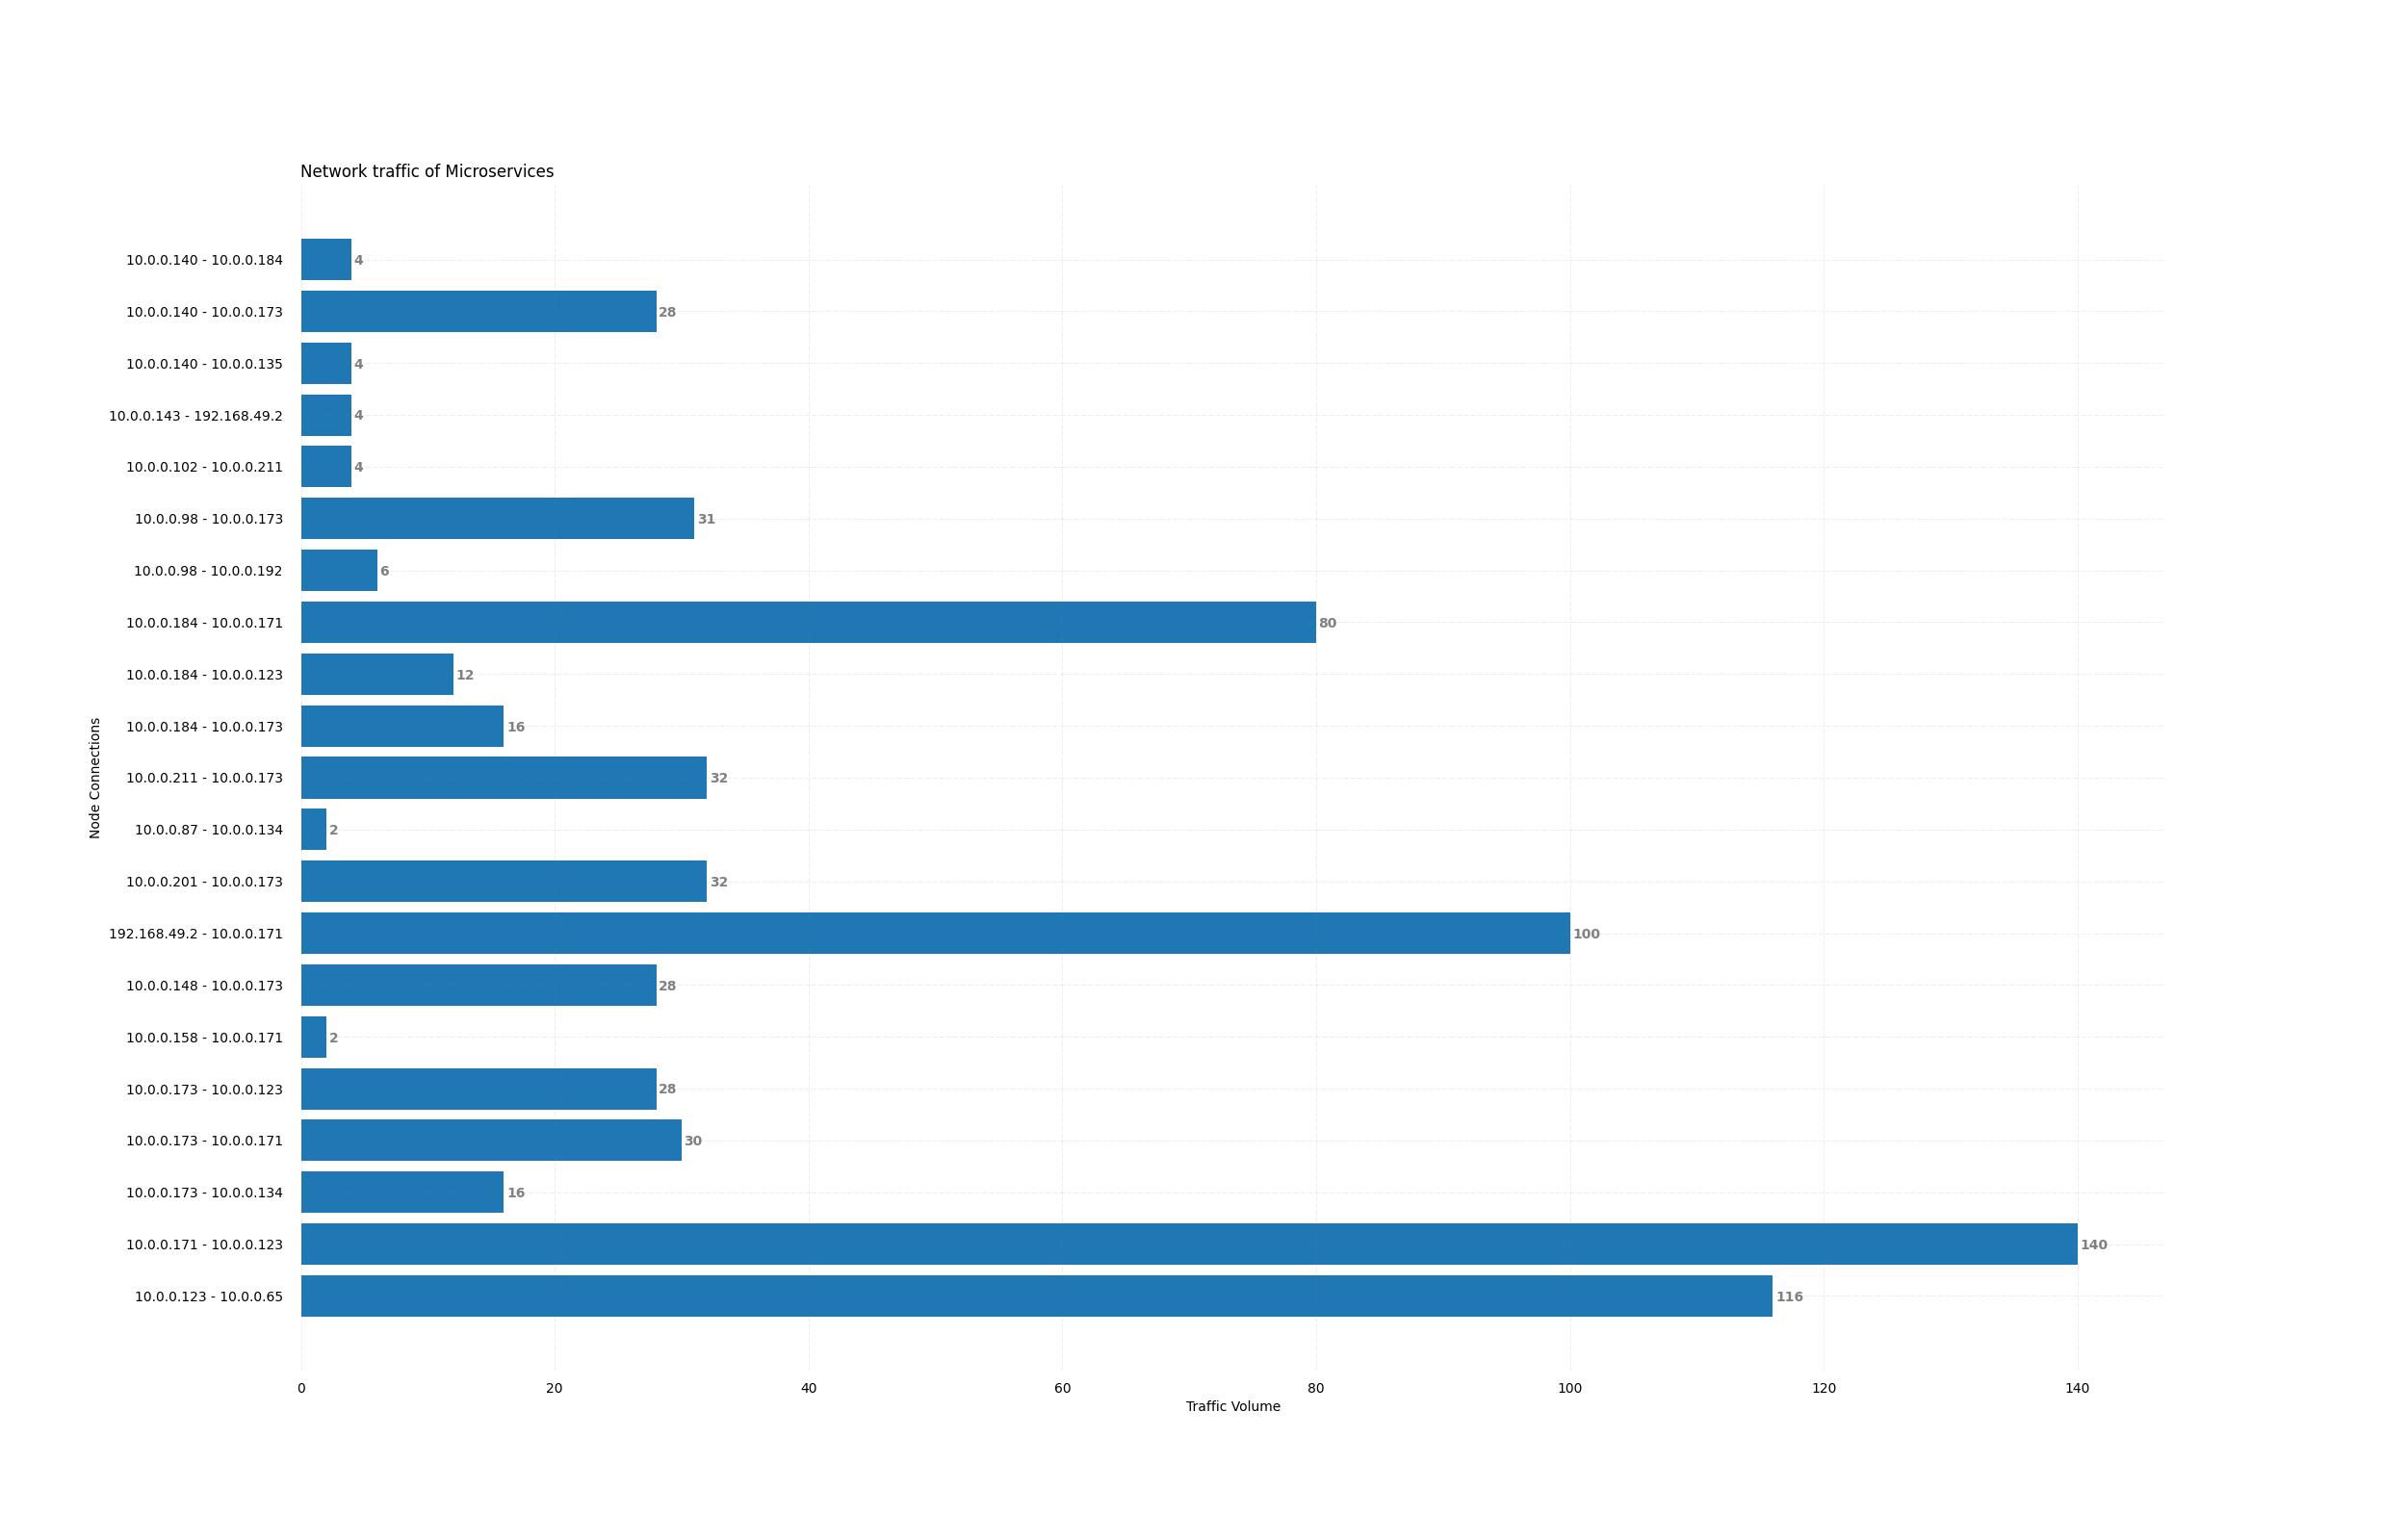 Network traffic of Microservices
10.0.0.140 - 10.0.0.184 4
10.0.0.140 - 10.0.0.173 28
10.0.0.140 - 10.0.0.135 4
10.0.0.143 - 192.168.49.2 4
10.0.0.102 - 10.0.0.211 4
10.0.0.98 - 10.0.0.173 31
10.0.0.98 - 10.0.0.192 6
10.0.0.184 - 10.0.0.171 80
10.0.0.184 - 10.0.0.123 12
10.0.0.184 - 10.0.0.173 16
10.0.0.211 - 10.0.0.173 32
10.0.0.87 - 10.0.0.134 2
10.0.0.201 - 10.0.0.173 32
192.168.49.2 - 10.0.0.171 100
10.0.0.148 - 10.0.0.173 28
10.0.0.158 - 10.0.0.171 2
10.0.0.173 - 10.0.0.123 28
10.0.0.173 - 10.0.0.171 30
10.0.0.173 - 10.0.0.134 16
10.0.0.171 - 10.0.0.123 140
10.0.0.123 - 10.0.0.65 116
Node Connections
0 20 40 60 80 100 120 140
Traffic Volume